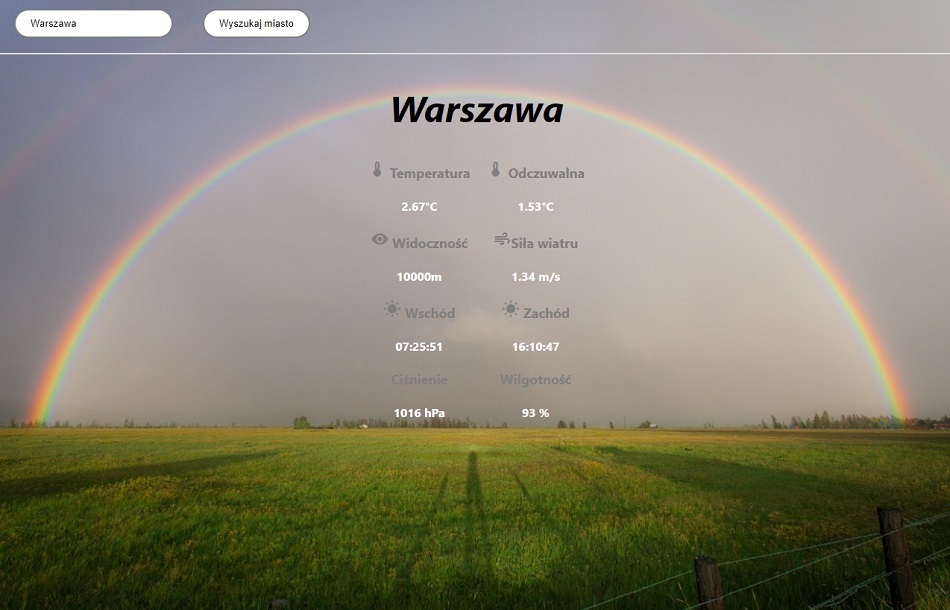 Warszawa
Wyszukaj miasto
Warszawa
Temperatura Odczuwalna
2.67°C 1.53°C
Widoczność Siła wiatru
10000m 1.34 m/s
Wschód Zachód
07:25:51 16:10:47
Ciśnienie Wilgotność
1016 hPa 93 %